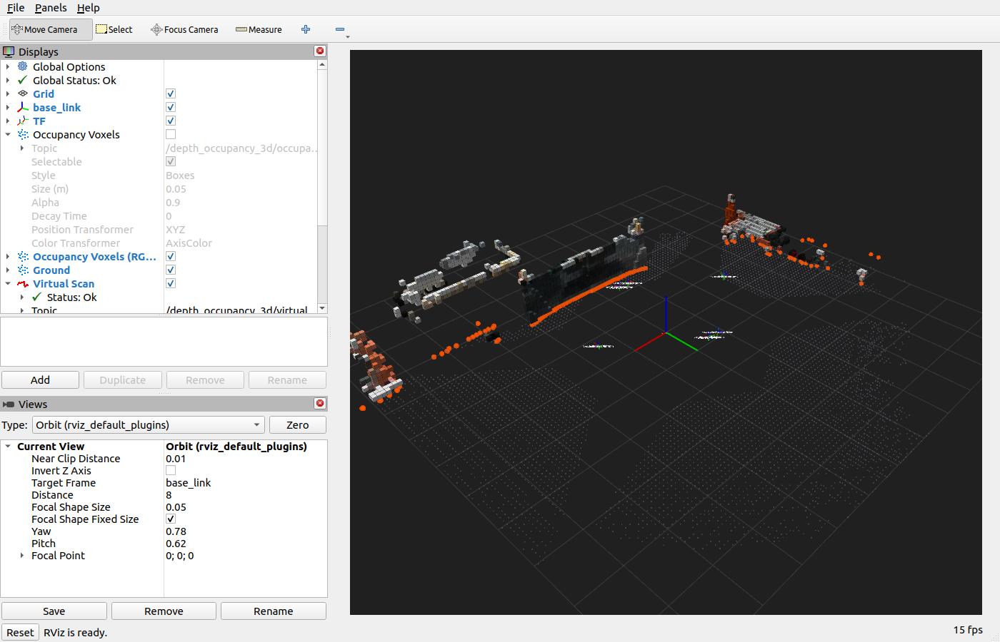 File Panels Help
Move Camera Select Focus Camera Measure
Displays
Global Options
Global Status: Ok
Grid
base_link
TF
Occupancy Voxels
Topic /depth_occupancy_3d/occupa...
Selectable
Style Boxes
Size (m) 0.05
Alpha 0.9
Decay Time 0
Position Transformer XYZ
Color Transformer AxisColor
Occupancy Voxels (RG...
Ground
Virtual Scan
Status: Ok
Topic /depth_occupancy_3d/virtual
Add Duplicate Remove Rename
Views
Type: Orbit (rviz_default_plugins) Zero
Current View Orbit (rviz_default_plugins)
Near Clip Distance 0.01
Invert Z Axis
Target Frame base_link
Distance 8
Focal Shape Size 0.05
Focal Shape Fixed Size
Yaw 0.78
Pitch 0.62
Focal Point 0; 0; 0
Save Remove Rename
Reset RViz is ready. 15 fps